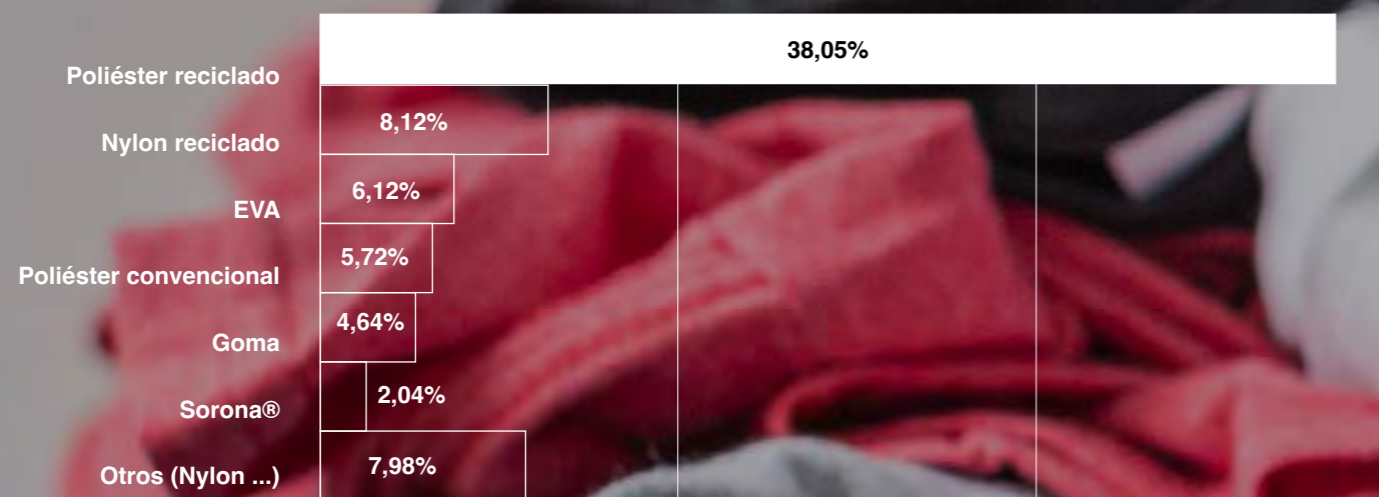 38,05%
Poliéster reciclado
8,12%
Nylon reciclado
6,12%
EVA
5,72%
Poliéster convencional
4,64%
Goma
2,04%
Sorona®
7,98%
Otros (Nylon ...)